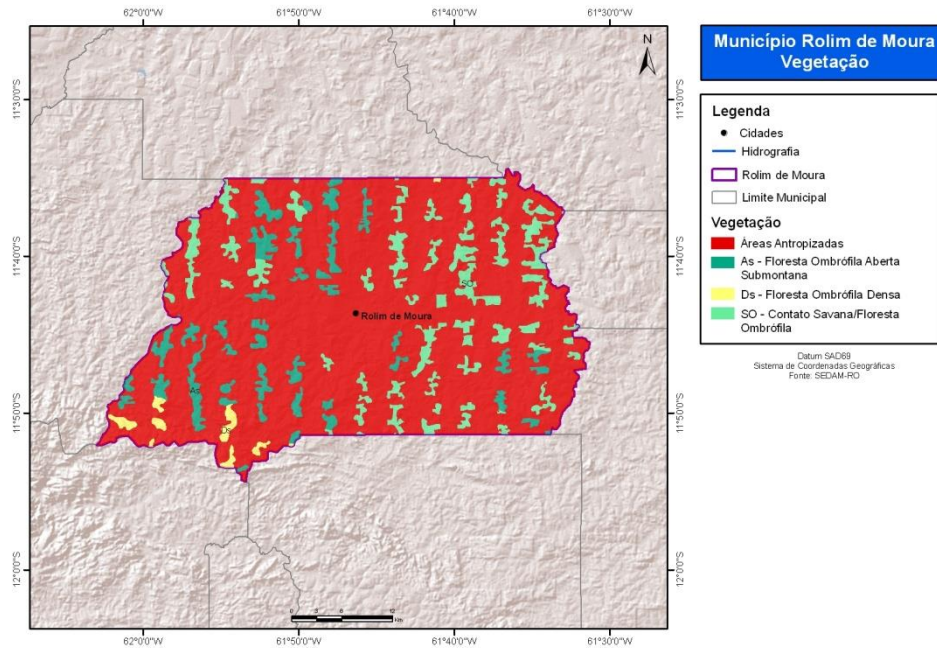 62°0'0"W 61°50'0"W 61°40'0"W 61°30'0"W
N
11°30'0"S 11°30'0"S
11°40'0"S 11°40'0"S
SO
Rolim de Moura
As
11°50'0"S 11°50'0"S
Ds
12°0'0"S 12°0'0"S
62°0'0"W 61°50'0"W 61°40'0"W 61°30'0"W
Município Rolim de Moura
Vegetação
Legenda
Cidades
Hidrografia
Rolim de Moura
Limite Municipal
Vegetação
Áreas Antropizadas
As - Floresta Ombrófila Aberta
Submontana
Ds - Floresta Ombrófila Densa
SO - Contato Savana/Floresta
Ombrófila
Datum SAD69
Sistema de Coordenadas Geográficas
Fonte: SEDAM-RO